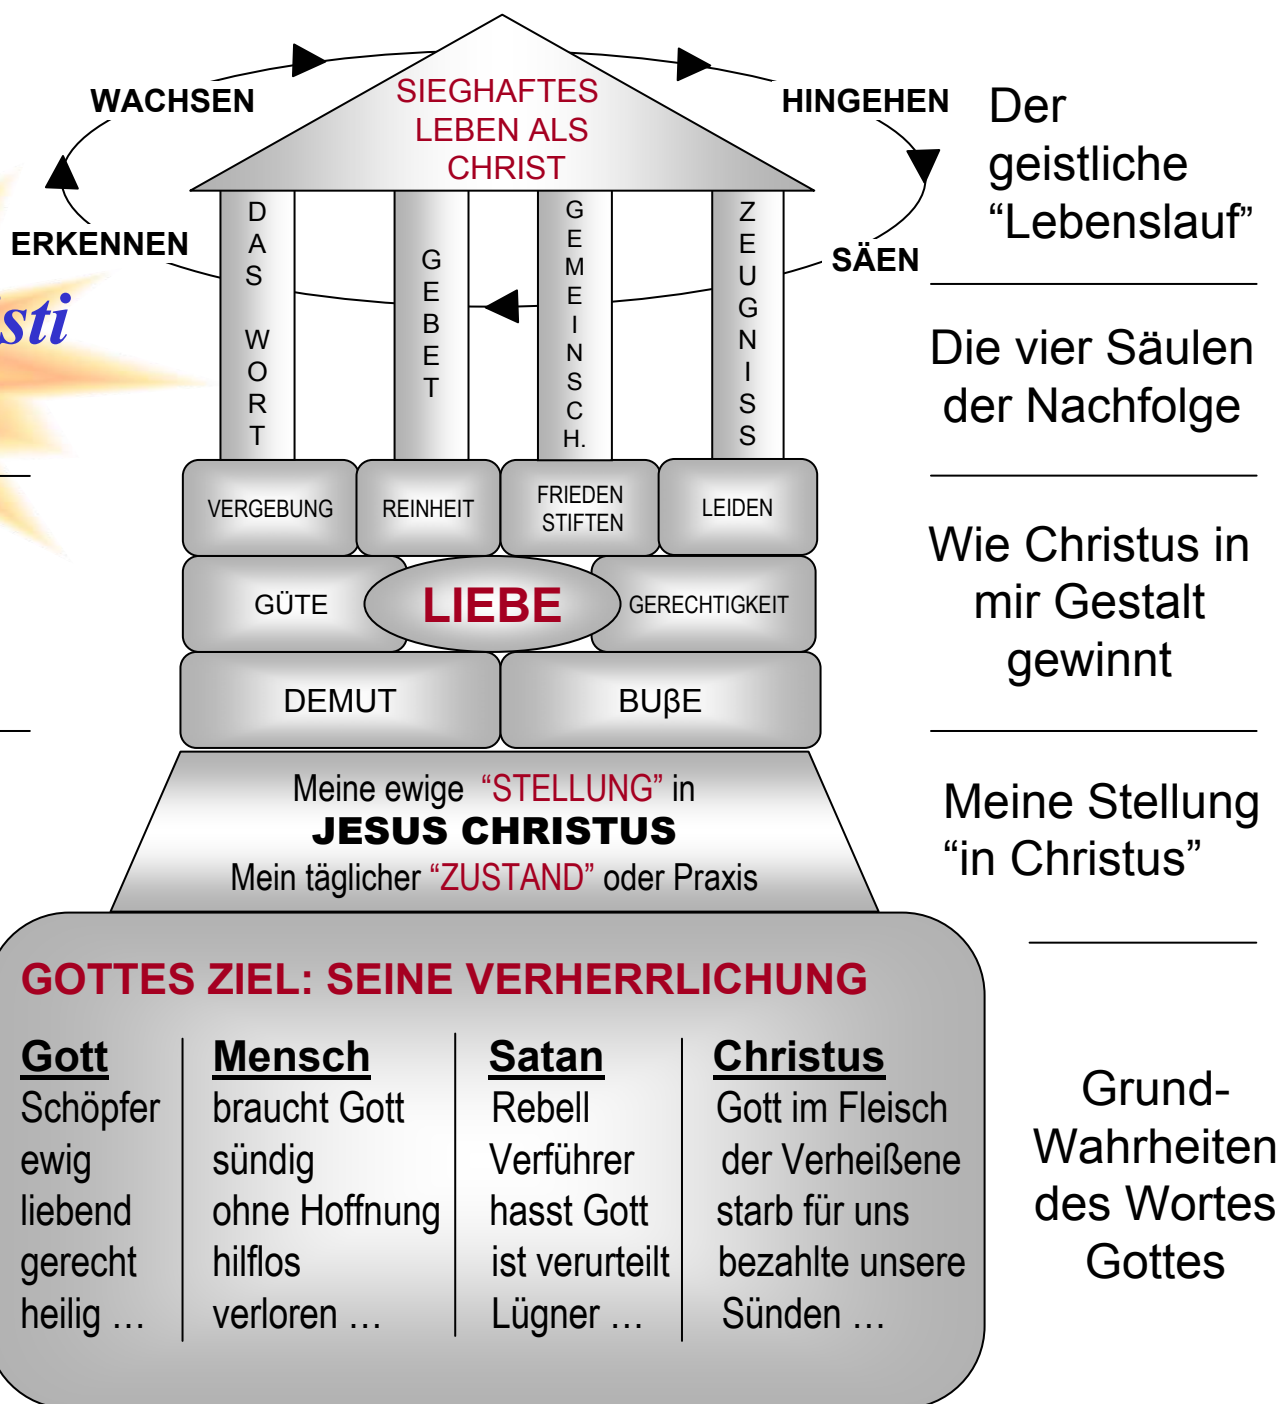 WACHSEN
HINGEHEN
ERKENNEN
SÄEN
SIEGHAFTES
LEBEN ALS
CHRIST
Der
geistliche
“Lebenslauf”
sti
DAS WORT
GEBET
GEMEINSCH.
ZEUGNISS
Die vier Säulen
der Nachfolge
VERGEBUNG
REINHEIT
FRIEDEN
STIFTEN
LEIDEN
GÜTE
LIEBE
GERECHTIGKEIT
DEMUT
BUβE
Wie Christus in
mir Gestalt
gewinnt
Meine ewige “STELLUNG” in
JESUS CHRISTUS
Mein täglicher “ZUSTAND” oder Praxis
Meine Stellung
“in Christus”
GOTTES ZIEL: SEINE VERHERRLICHUNG
Gott
Schöpfer
ewig
liebend
gerecht
heilig …
Mensch
braucht Gott
sündig
ohne Hoffnung
hilflos
verloren …
Satan
Rebell
Verführer
hasst Gott
ist verurteilt
Lügner …
Christus
Gott im Fleisch
der Verheißene
starb für uns
bezahlte unsere
Sünden …
Grund-
Wahrheiten
des Wortes
Gottes